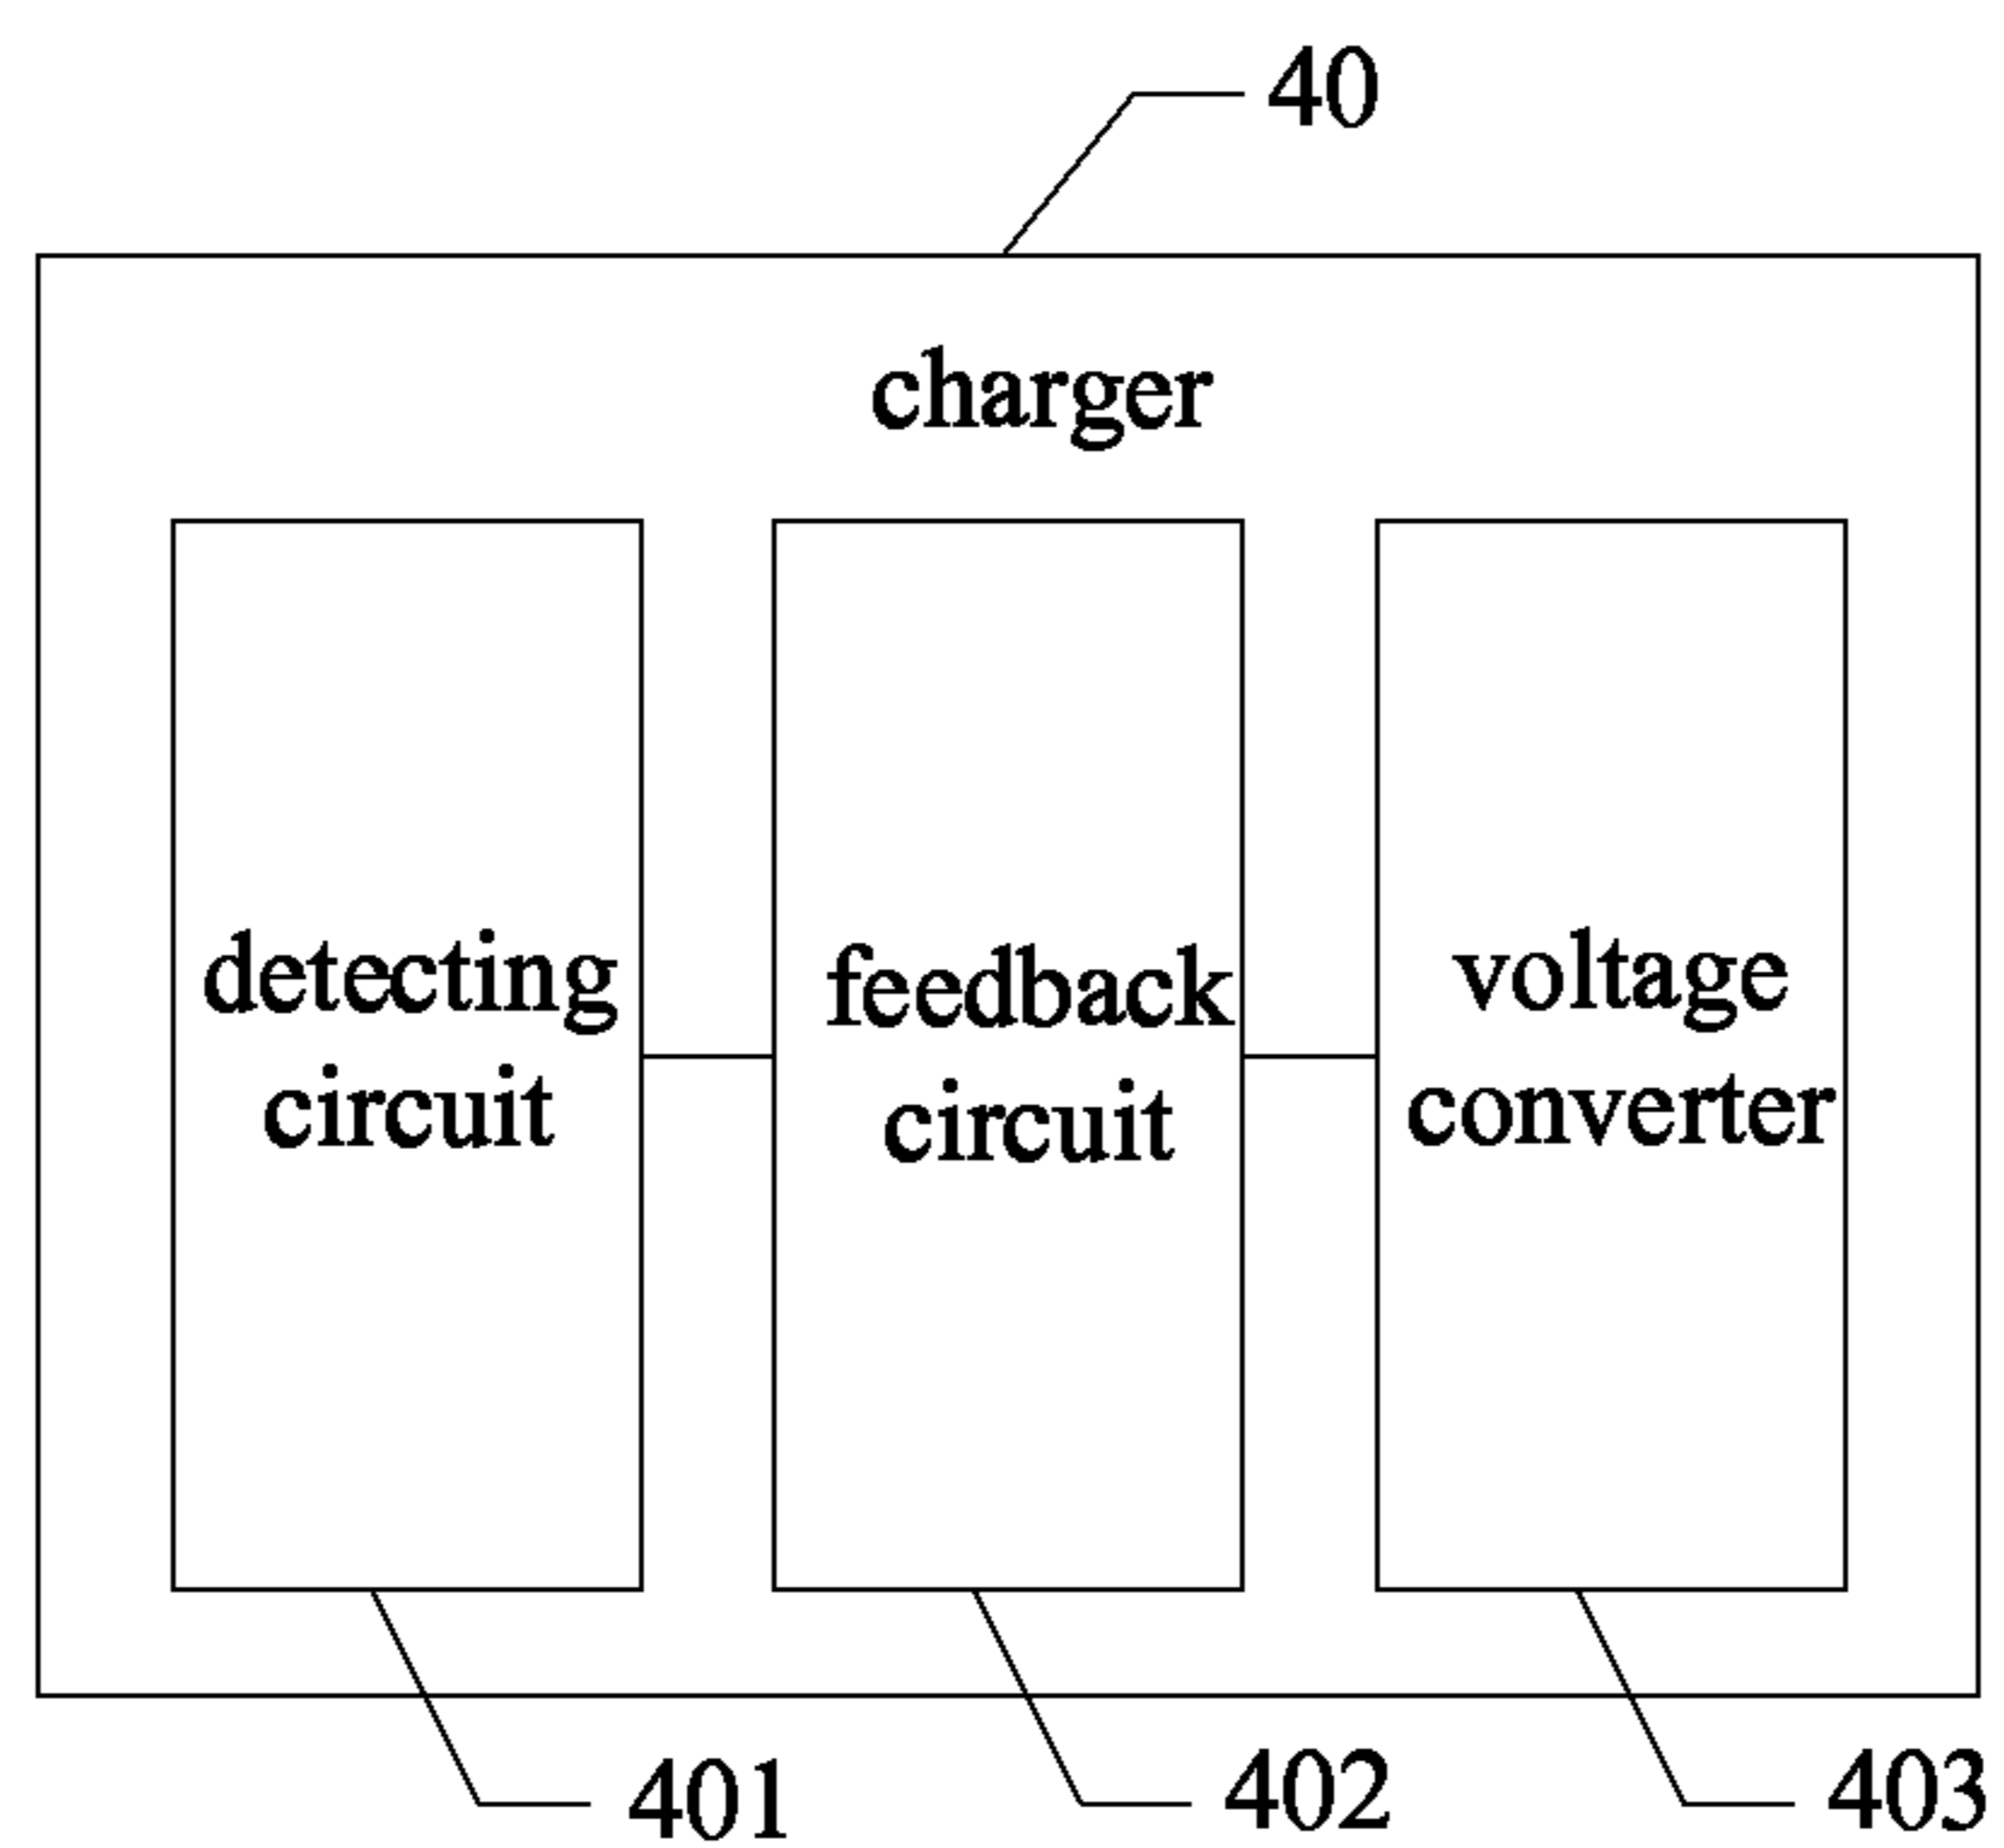 40
charger
detecting
circuit
feedback
circuit
voltage
converter
401
402
403